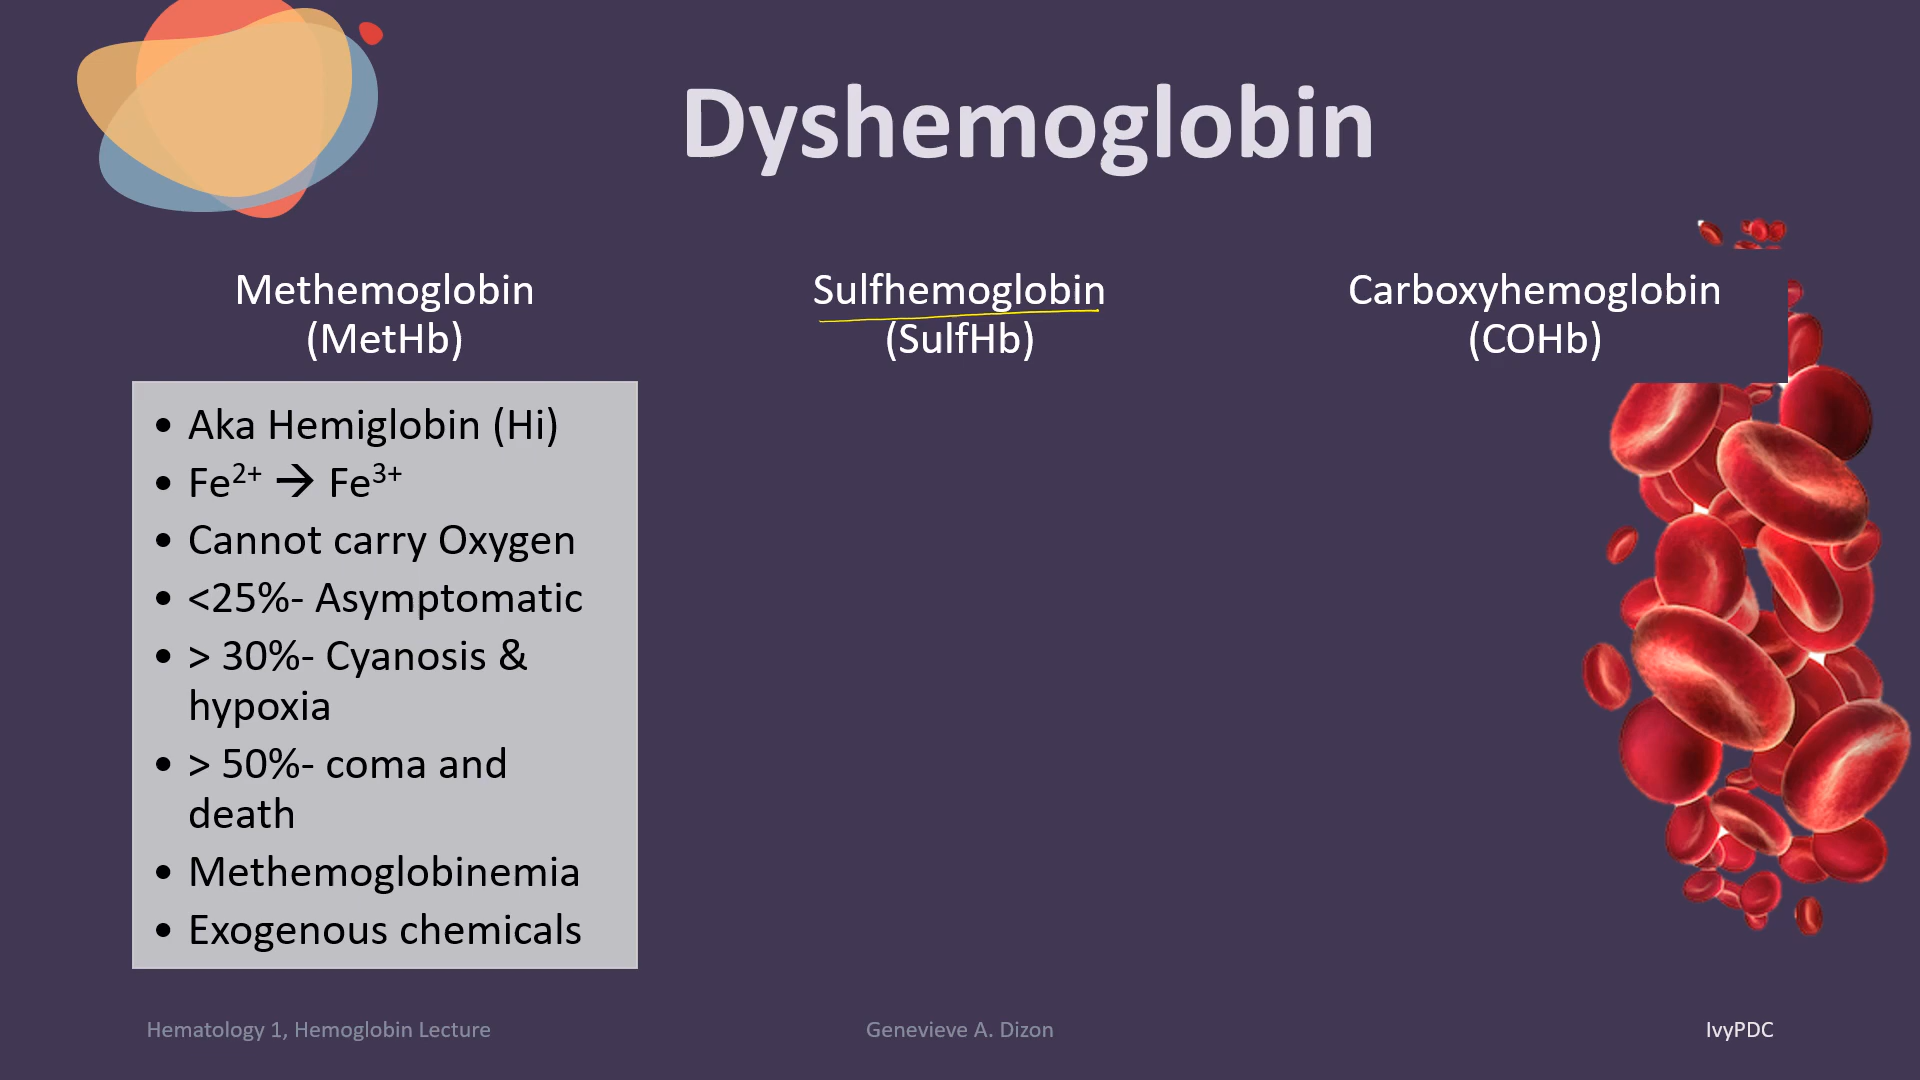 Dyshemoglobin
Methemoglobin
(MetHb)
Sulfhemoglobin
(SulfHb)
Carboxyhemoglobin
(COHb)
• Aka Hemiglobin (Hi)
• Fe²⁺ → Fe³⁺
• Cannot carry Oxygen
• <25%- Asymptomatic
• > 30%- Cyanosis &
hypoxia
• > 50%- coma and
death
• Methemoglobinemia
• Exogenous chemicals
Hematology 1, Hemoglobin Lecture
Genevieve A. Dizon
IvyPDC